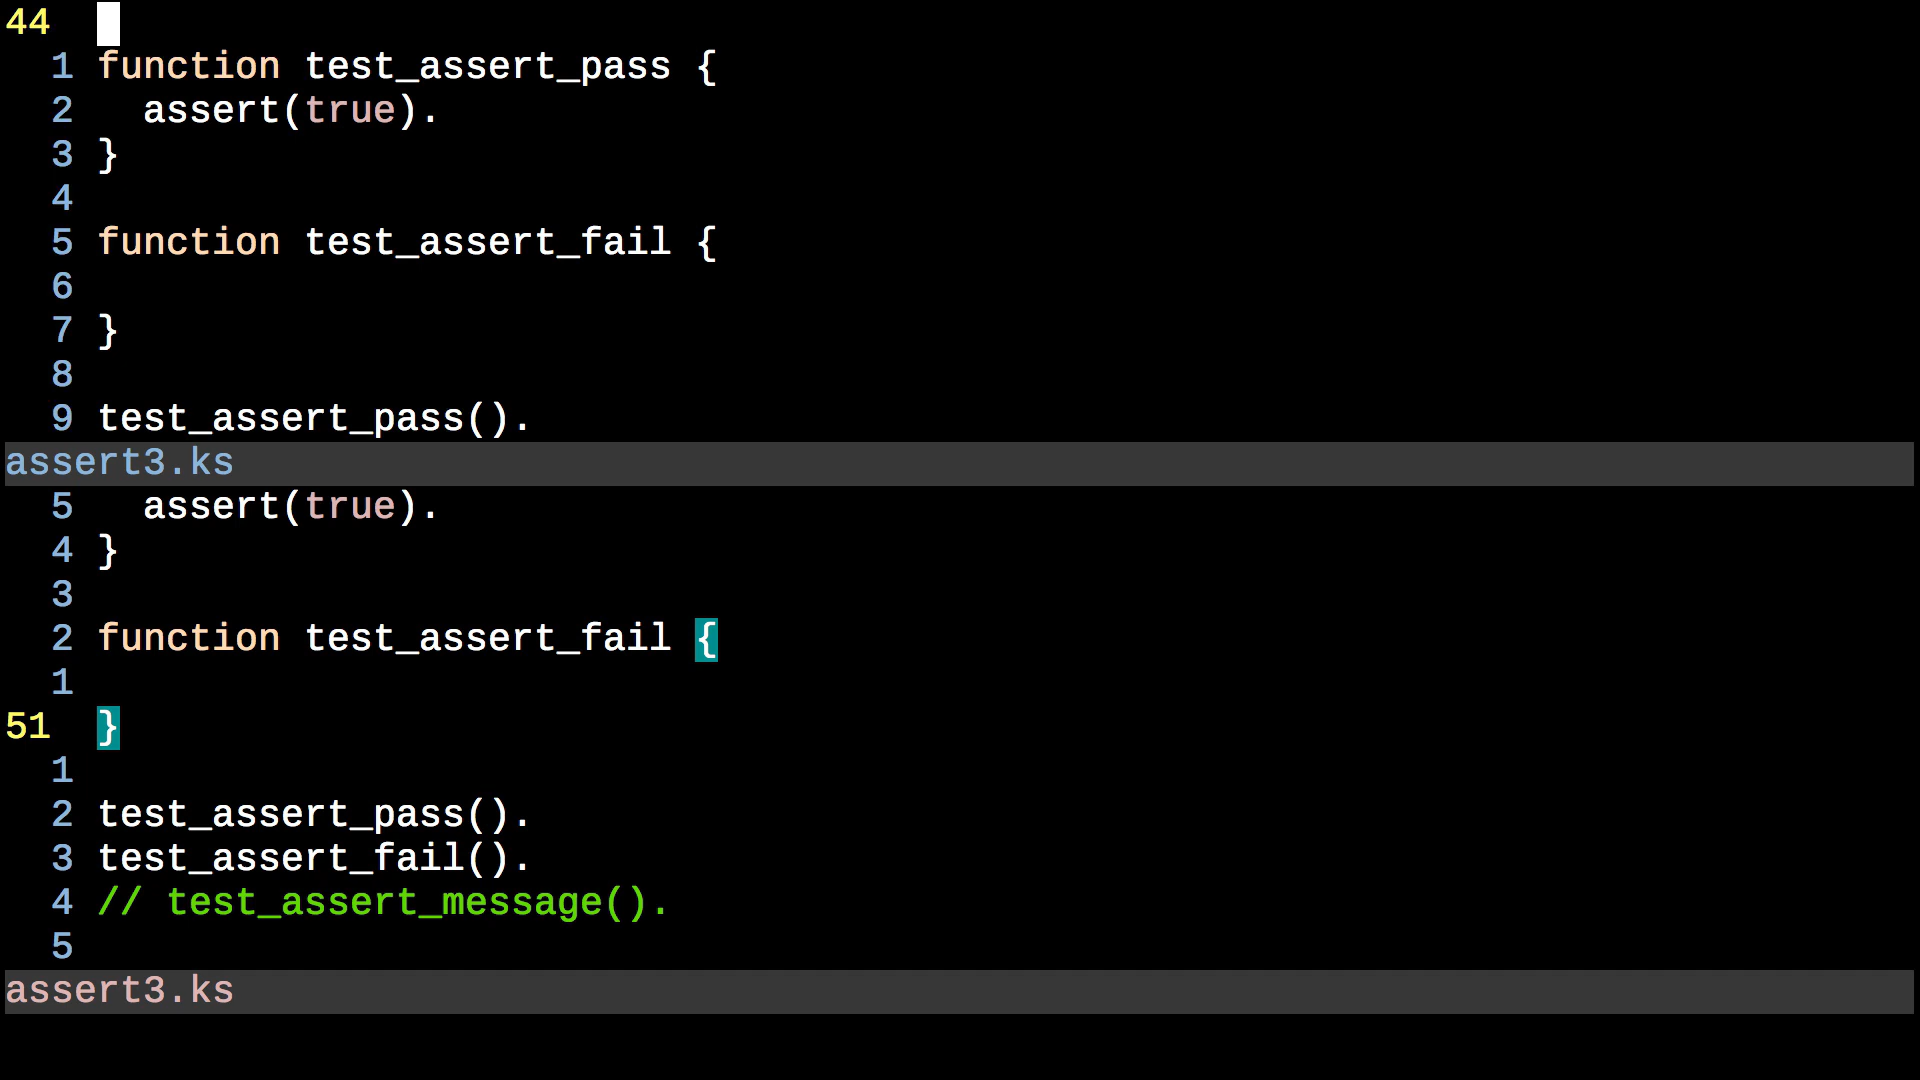 44
1 function test_assert_pass {
2   assert(true).
3 }
4
5 function test_assert_fail {
6
7 }
8
9 test_assert_pass().
assert3.ks
5   assert(true).
4 }
3
2 function test_assert_fail {
1
51 }
1
2 test_assert_pass().
3 test_assert_fail().
4 // test_assert_message().
5
assert3.ks